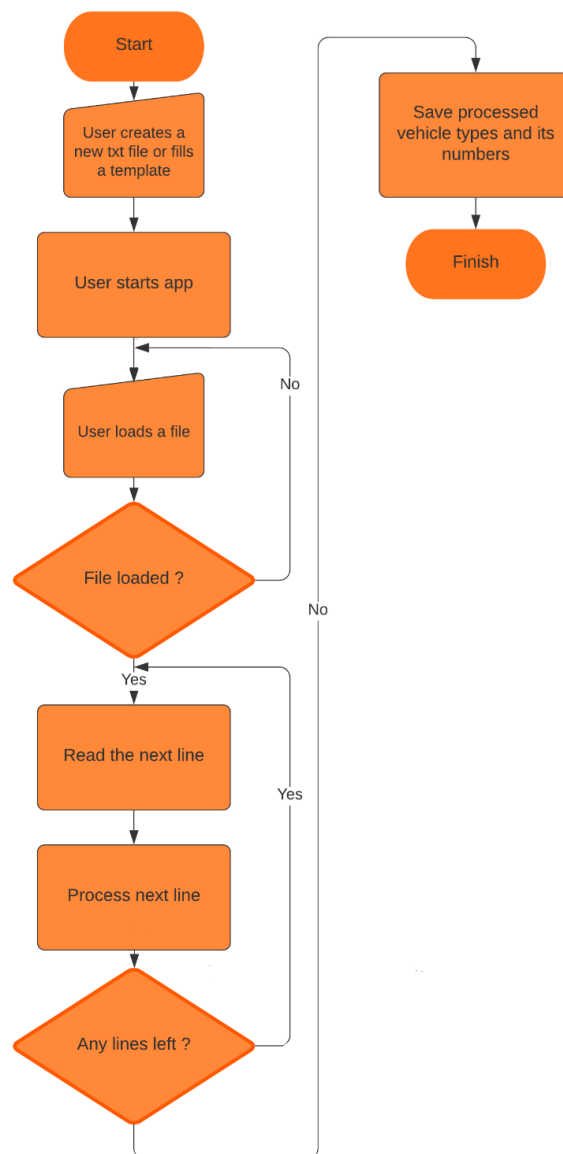 Start
User creates a
new txt file or fills
a template
User starts app
No
User loads a file
File loaded ?
Yes
Read the next line
Yes
Process next line
Any lines left ?
No
Save processed
vehicle types and its
numbers
Finish